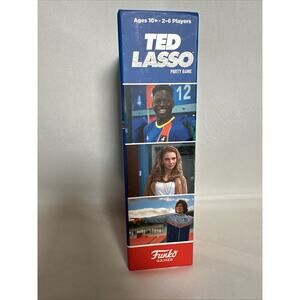 Ages 10+ • 2-6 Players
TED
LASSO
PARTY GAME
12
Funko
GAMES